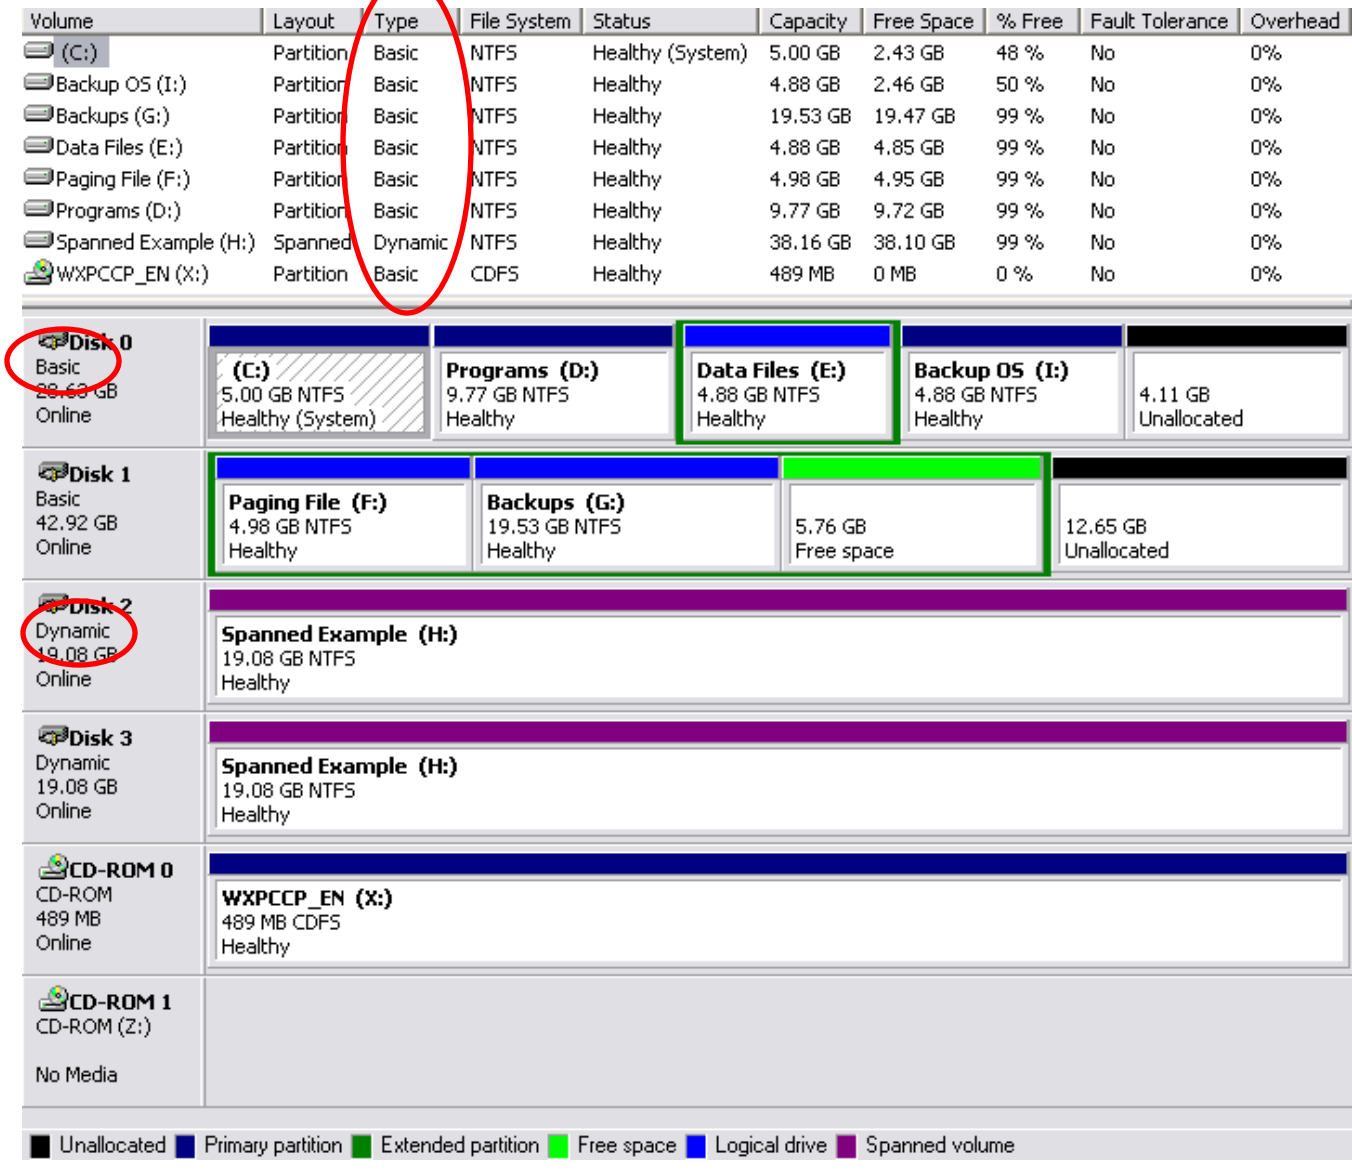 Volume Layout Type File System Status Capacity Free Space % Free Fault Tolerance Overhead
(C:) Partition Basic NTFS Healthy (System) 5.00 GB 2.43 GB 48 % No 0%
Backup OS (I:) Partition Basic NTFS Healthy 4.88 GB 2.46 GB 50 % No 0%
Backups (G:) Partition Basic NTFS Healthy 19.53 GB 19.47 GB 99 % No 0%
Data Files (E:) Partition Basic NTFS Healthy 4.88 GB 4.85 GB 99 % No 0%
Paging File (F:) Partition Basic NTFS Healthy 4.98 GB 4.95 GB 99 % No 0%
Programs (D:) Partition Basic NTFS Healthy 9.77 GB 9.72 GB 99 % No 0%
Spanned Example (H:) Spanned Dynamic NTFS Healthy 38.16 GB 38.10 GB 99 % No 0%
WXPCCP_EN (X:) Partition Basic CDFS Healthy 489 MB 0 MB 0 % No 0%
Disk 0
Basic
28.63 GB
Online
(C:)
5.00 GB NTFS
Healthy (System)
Programs (D:)
9.77 GB NTFS
Healthy
Data Files (E:)
4.88 GB NTFS
Healthy
Backup OS (I:)
4.88 GB NTFS
Healthy
4.11 GB
Unallocated
Disk 1
Basic
42.92 GB
Online
Paging File (F:)
4.98 GB NTFS
Healthy
Backups (G:)
19.53 GB NTFS
Healthy
5.76 GB
Free space
12.65 GB
Unallocated
Disk 2
Dynamic
19.08 GB
Online
Spanned Example (H:)
19.08 GB NTFS
Healthy
Disk 3
Dynamic
19.08 GB
Online
Spanned Example (H:)
19.08 GB NTFS
Healthy
CD-ROM 0
CD-ROM
489 MB
Online
WXPCCP_EN (X:)
489 MB CDFS
Healthy
CD-ROM 1
CD-ROM (Z:)
No Media
Unallocated Primary partition Extended partition Free space Logical drive Spanned volume